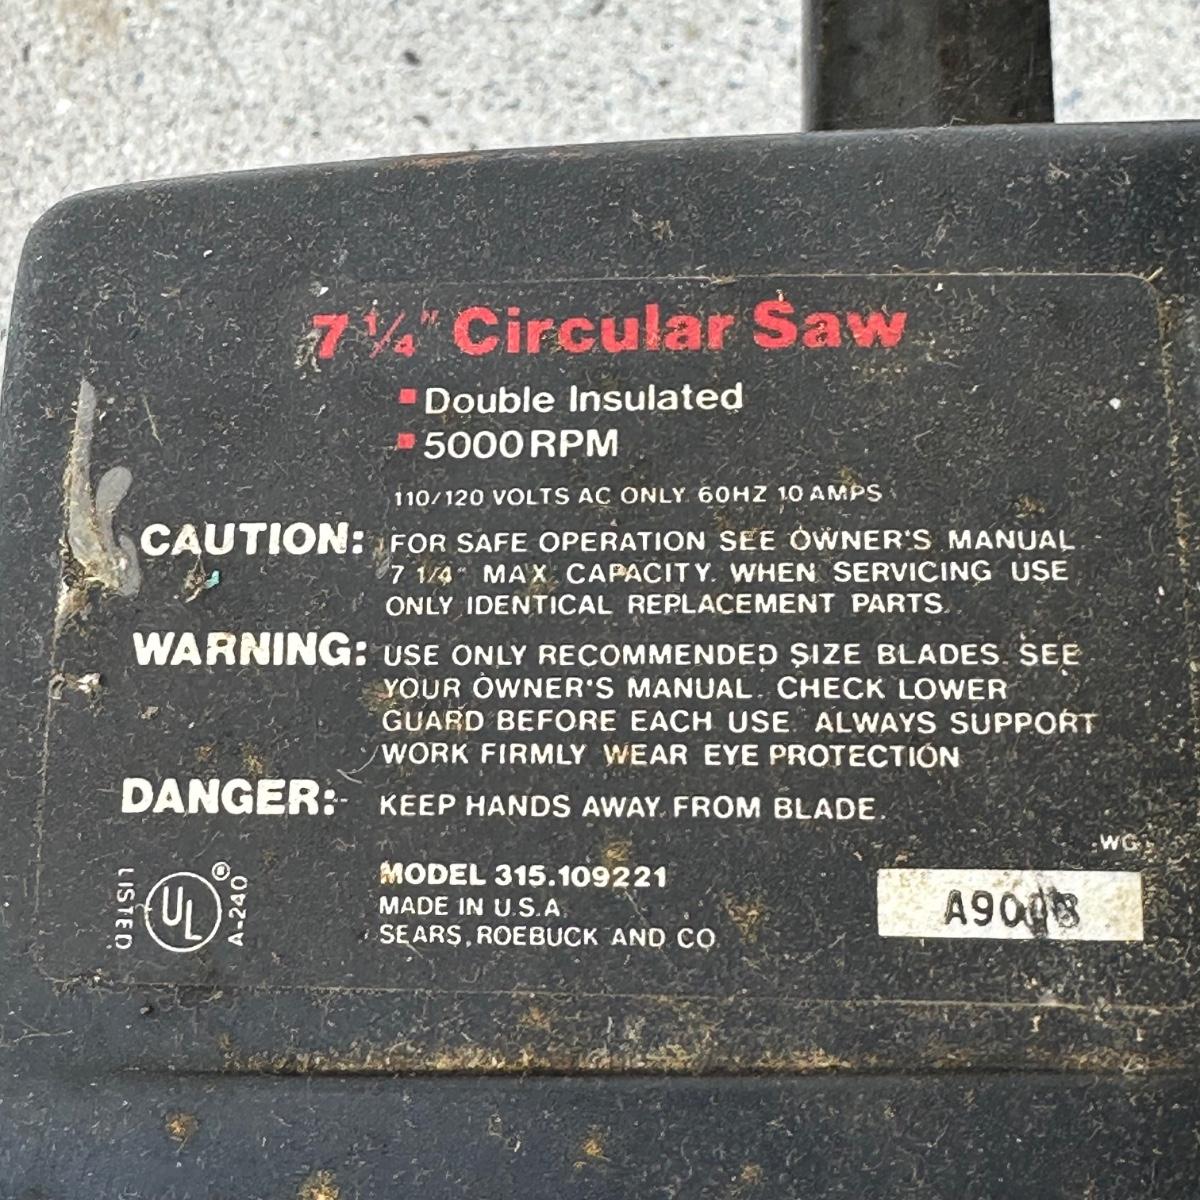 7 1/4" Circular Saw
Double Insulated
5000 RPM
110/120 VOLTS AC ONLY. 60HZ 10 AMPS
CAUTION: FOR SAFE OPERATION SEE OWNER'S MANUAL.
7 1/4" MAX. CAPACITY. WHEN SERVICING USE
ONLY IDENTICAL REPLACEMENT PARTS.
WARNING: USE ONLY RECOMMENDED SIZE BLADES. SEE
YOUR OWNER'S MANUAL. CHECK LOWER
GUARD BEFORE EACH USE. ALWAYS SUPPORT
WORK FIRMLY. WEAR EYE PROTECTION
DANGER: KEEP HANDS AWAY FROM BLADE.
WG
LISTED UL ® A-240
MODEL 315.109221
MADE IN U.S.A.
SEARS, ROEBUCK AND CO